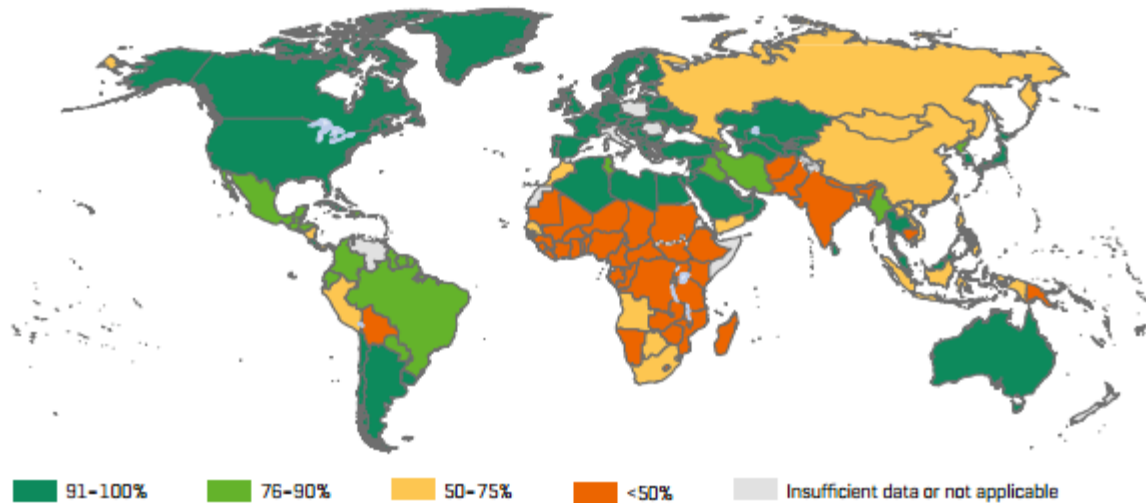 91-100%
76-90%
50-75%
<50%
Insufficient data or not applicable